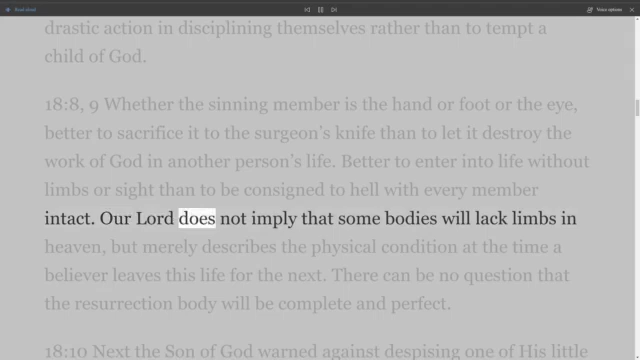 Read aloud
Voice options
drastic action in disciplining themselves rather than to tempt a
child of God.
18:8, 9 Whether the sinning member is the hand or foot or the eye,
better to sacrifice it to the surgeon's knife than to let it destroy the
work of God in another person's life. Better to enter into life without
limbs or sight than to be consigned to hell with every member
intact. Our Lord does not imply that some bodies will lack limbs in
heaven, but merely describes the physical condition at the time a
believer leaves this life for the next. There can be no question that
the resurrection body will be complete and perfect.
18:10 Next the Son of God warned against despising one of His little